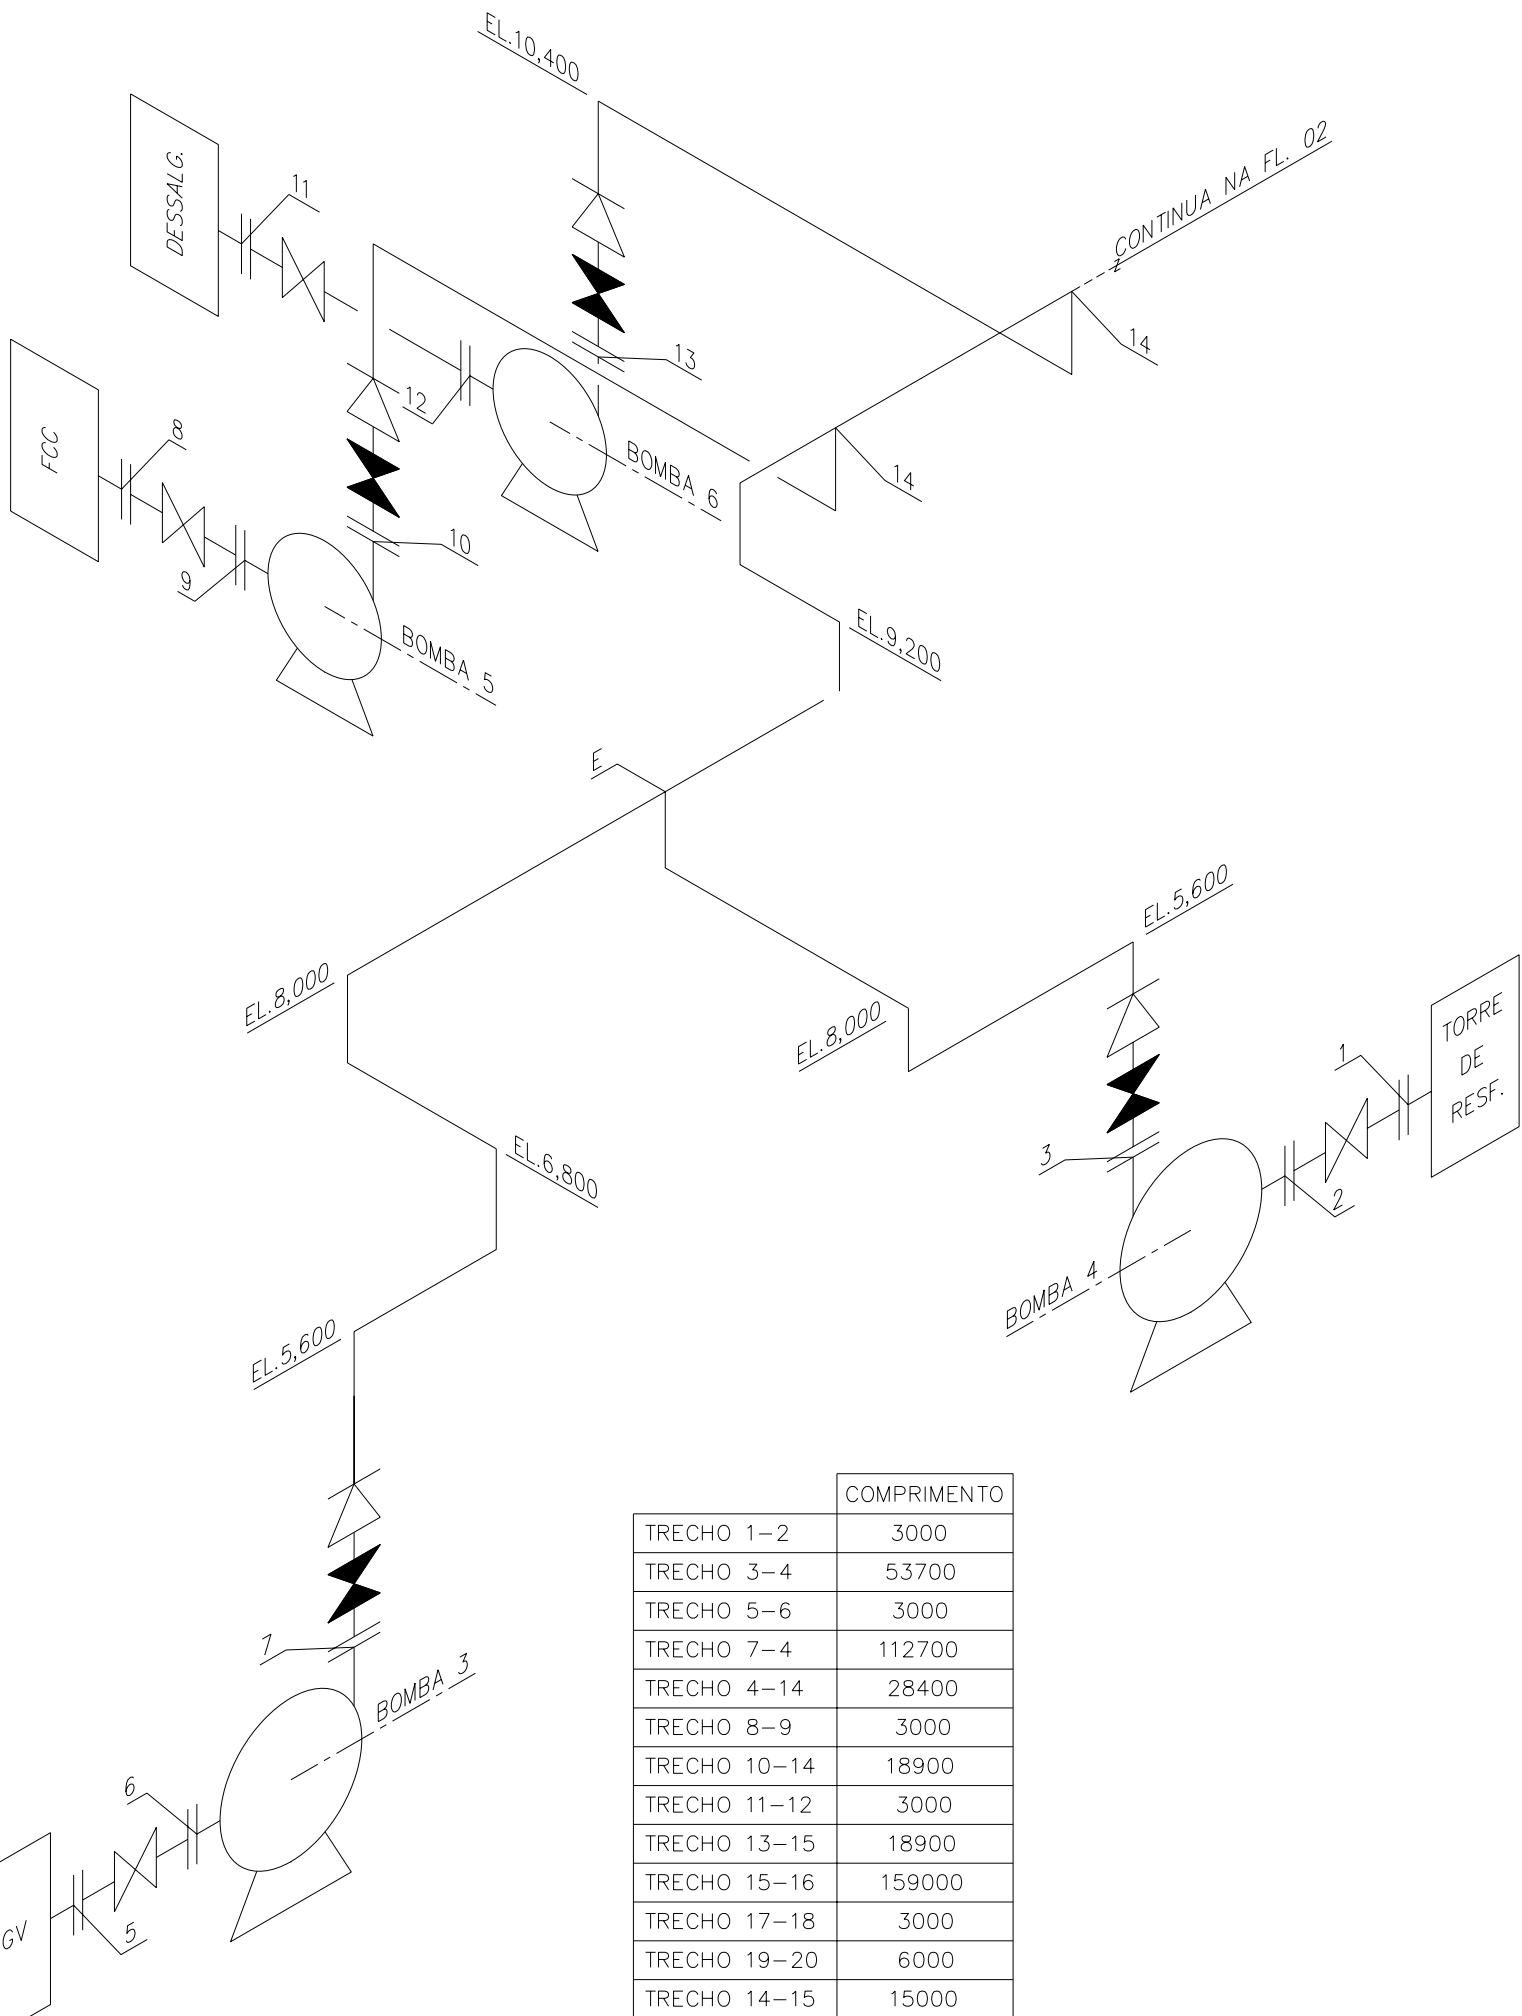 EL.10,400
DESSALG.
11
CONTINUA NA FL. 02
Z
13
14
12
FCC
8
BOMBA 6
14
10
9
EL.9,200
BOMBA 5
E
EL.5,600
EL.8,000
EL.8,000
TORRE
DE
RESF.
1
3
2
EL.6,800
BOMBA 4
EL.5,600
7
BOMBA 3
6
5
GV
COMPRIMENTO
TRECHO 1-2 3000
TRECHO 3-4 53700
TRECHO 5-6 3000
TRECHO 7-4 112700
TRECHO 4-14 28400
TRECHO 8-9 3000
TRECHO 10-14 18900
TRECHO 11-12 3000
TRECHO 13-15 18900
TRECHO 15-16 159000
TRECHO 17-18 3000
TRECHO 19-20 6000
TRECHO 14-15 15000